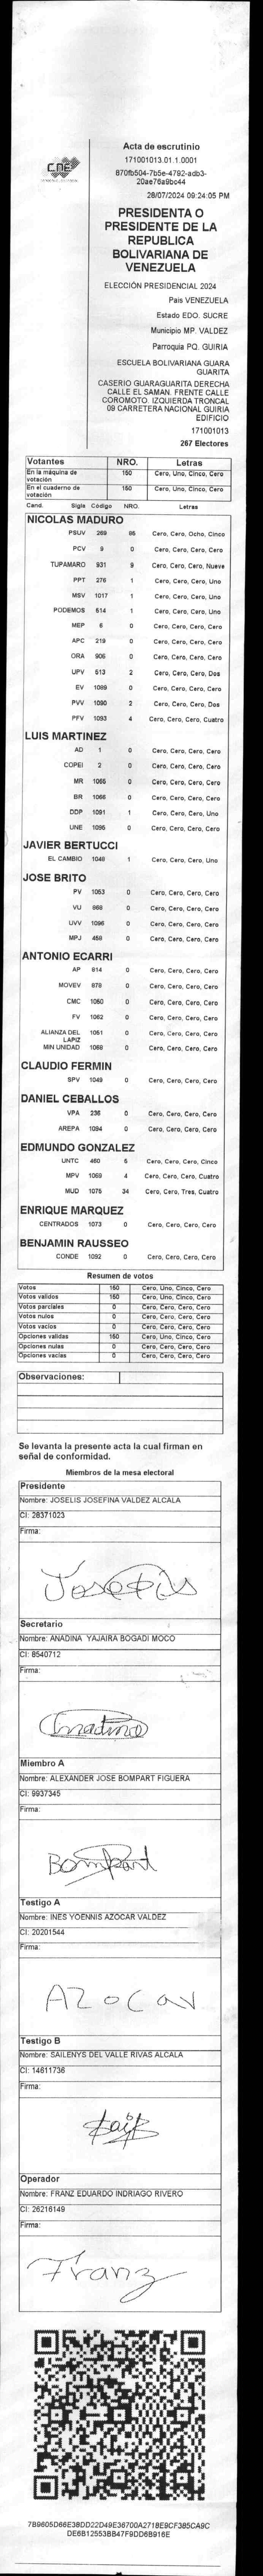 CNE
Acta de escrutinio
171001013.01.1.0001
870fb504-7b5e-4792-adb3-
20ae76a9bc44
28/07/2024 09:24:05 PM
PRESIDENTA O
PRESIDENTE DE LA
REPUBLICA
BOLIVARIANA DE
VENEZUELA
ELECCIÓN PRESIDENCIAL 2024
Pais VENEZUELA
Estado EDO. SUCRE
Municipio MP. VALDEZ
Parroquia PQ. GUIRIA
ESCUELA BOLIVARIANA GUARA
GUARITA
CASERIO GUARAGUARITA DERECHA
CALLE EL SAMAN. FRENTE CALLE
COROMOTO. IZQUIERDA TRONCAL
09 CARRETERA NACIONAL GUIRIA
EDIFICIO
171001013
267 Electores
Votantes NRO. Letras
En la máquina de votación 150 Cero, Uno, Cinco, Cero
En el cuaderno de votación 150 Cero, Uno, Cinco, Cero
Cand. Sigla Código NRO. Letras
NICOLAS MADURO
PSUV 269 85 Cero, Cero, Ocho, Cinco
PCV 9 0 Cero, Cero, Cero, Cero
TUPAMARO 931 9 Cero, Cero, Cero, Nueve
PPT 276 1 Cero, Cero, Cero, Uno
MSV 1017 1 Cero, Cero, Cero, Uno
PODEMOS 514 1 Cero, Cero, Cero, Uno
MEP 6 0 Cero, Cero, Cero, Cero
APC 219 0 Cero, Cero, Cero, Cero
ORA 906 0 Cero, Cero, Cero, Cero
UPV 513 2 Cero, Cero, Cero, Dos
EV 1089 0 Cero, Cero, Cero, Cero
PVV 1090 2 Cero, Cero, Cero, Dos
PFV 1093 4 Cero, Cero, Cero, Cuatro
LUIS MARTINEZ
AD 1 0 Cero, Cero, Cero, Cero
COPEI 2 0 Cero, Cero, Cero, Cero
MR 1065 0 Cero, Cero, Cero, Cero
BR 1066 0 Cero, Cero, Cero, Cero
DDP 1091 1 Cero, Cero, Cero, Uno
UNE 1095 0 Cero, Cero, Cero, Cero
JAVIER BERTUCCI
EL CAMBIO 1048 1 Cero, Cero, Cero, Uno
JOSE BRITO
PV 1053 0 Cero, Cero, Cero, Cero
VU 868 0 Cero, Cero, Cero, Cero
UVV 1096 0 Cero, Cero, Cero, Cero
MPJ 458 0 Cero, Cero, Cero, Cero
ANTONIO ECARRI
AP 814 0 Cero, Cero, Cero, Cero
MOVEV 878 0 Cero, Cero, Cero, Cero
CMC 1050 0 Cero, Cero, Cero, Cero
FV 1062 0 Cero, Cero, Cero, Cero
ALIANZA DEL LAPIZ 1051 0 Cero, Cero, Cero, Cero
MIN UNIDAD 1068 0 Cero, Cero, Cero, Cero
CLAUDIO FERMIN
SPV 1049 0 Cero, Cero, Cero, Cero
DANIEL CEBALLOS
VPA 236 0 Cero, Cero, Cero, Cero
AREPA 1094 0 Cero, Cero, Cero, Cero
EDMUNDO GONZALEZ
UNTC 460 5 Cero, Cero, Cero, Cinco
MPV 1069 4 Cero, Cero, Cero, Cuatro
MUD 1075 34 Cero, Cero, Tres, Cuatro
ENRIQUE MARQUEZ
CENTRADOS 1073 0 Cero, Cero, Cero, Cero
BENJAMIN RAUSSEO
CONDE 1092 0 Cero, Cero, Cero, Cero
Resumen de votos
Votos 150 Cero, Uno, Cinco, Cero
Votos validos 150 Cero, Uno, Cinco, Cero
Votos parciales 0 Cero, Cero, Cero, Cero
Votos nulos 0 Cero, Cero, Cero, Cero
Votos vacios 0 Cero, Cero, Cero, Cero
Opciones validas 150 Cero, Uno, Cinco, Cero
Opciones nulas 0 Cero, Cero, Cero, Cero
Opciones vacias 0 Cero, Cero, Cero, Cero
Observaciones:
Se levanta la presente acta la cual firman en
señal de conformidad.
Miembros de la mesa electoral
Presidente
Nombre: JOSELIS JOSEFINA VALDEZ ALCALA
CI: 28371023
Firma:
Secretario
Nombre: ANADINA YAJAIRA BOGADI MOCO
CI: 8540712
Firma:
Anadina
Miembro A
Nombre: ALEXANDER JOSE BOMPART FIGUERA
CI: 9937345
Firma:
Bompart
Testigo A
Nombre: INES YOENNIS AZOCAR VALDEZ
CI: 20201544
Firma:
AZocar
Testigo B
Nombre: SAILENYS DEL VALLE RIVAS ALCALA
CI: 14611736
Firma:
Operador
Nombre: FRANZ EDUARDO INDRIAGO RIVERO
CI: 26216149
Firma:
Franz
7B9605D66E38DD22D49E36700A2718E9CF385CA9C
DE6B12553BB47F9DD6B916E